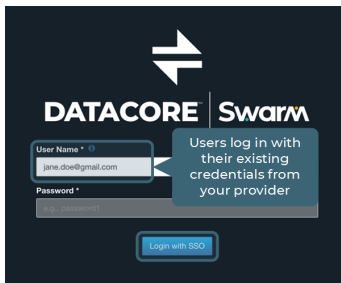 DATACORE™ Swarm
User Name *
jane.doe@gmail.com
Users log in with
their existing
credentials from
your provider
Password *
e.g., password1
Login with SSO